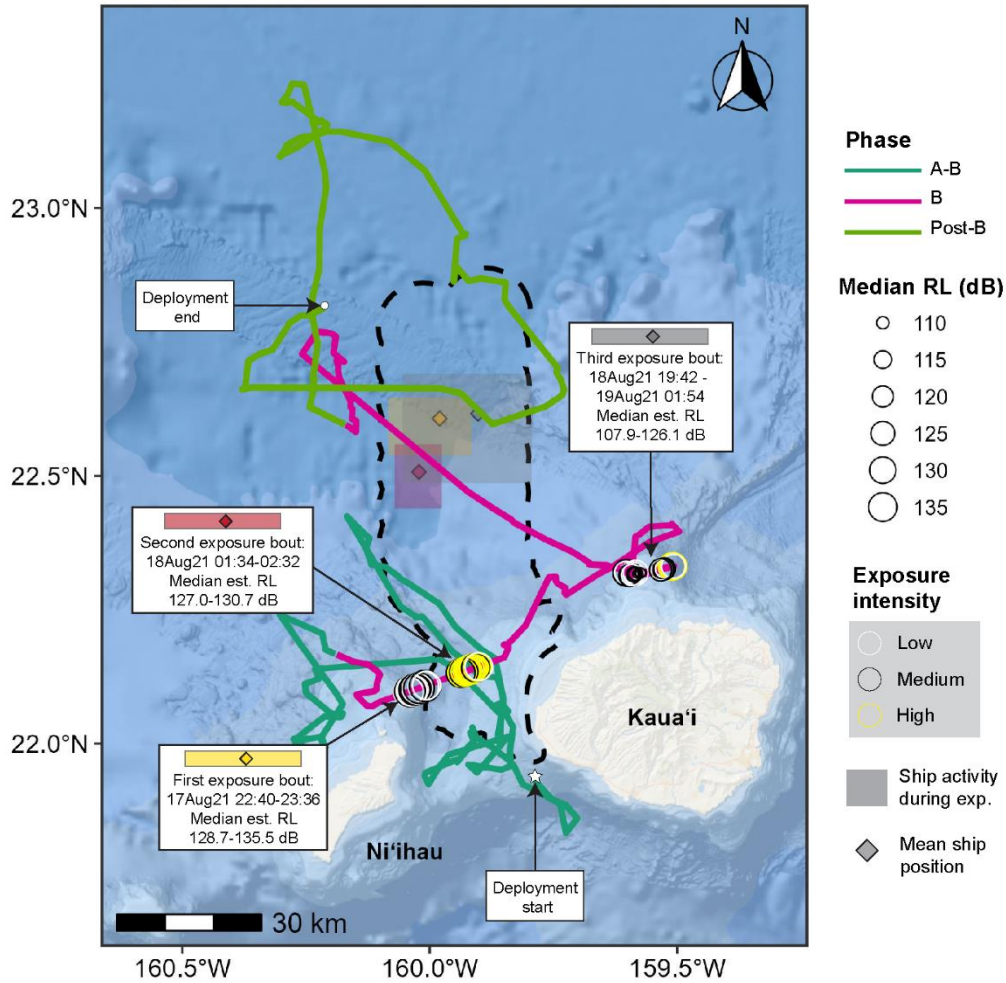 N
23.0°N
22.5°N
22.0°N
160.5°W
160.0°W
159.5°W
Deployment
end
Third exposure bout:
18Aug21 19:42 -
19Aug21 01:54
Median est. RL
107.9-126.1 dB
Second exposure bout:
18Aug21 01:34-02:32
Median est. RL
127.0-130.7 dB
First exposure bout:
17Aug21 22:40-23:36
Median est. RL
128.7-135.5 dB
Kauaʻi
Niʻihau
Deployment
start
30 km
Phase
A-B
B
Post-B
Median RL (dB)
110
115
120
125
130
135
Exposure
intensity
Low
Medium
High
Ship activity
during exp.
Mean ship
position